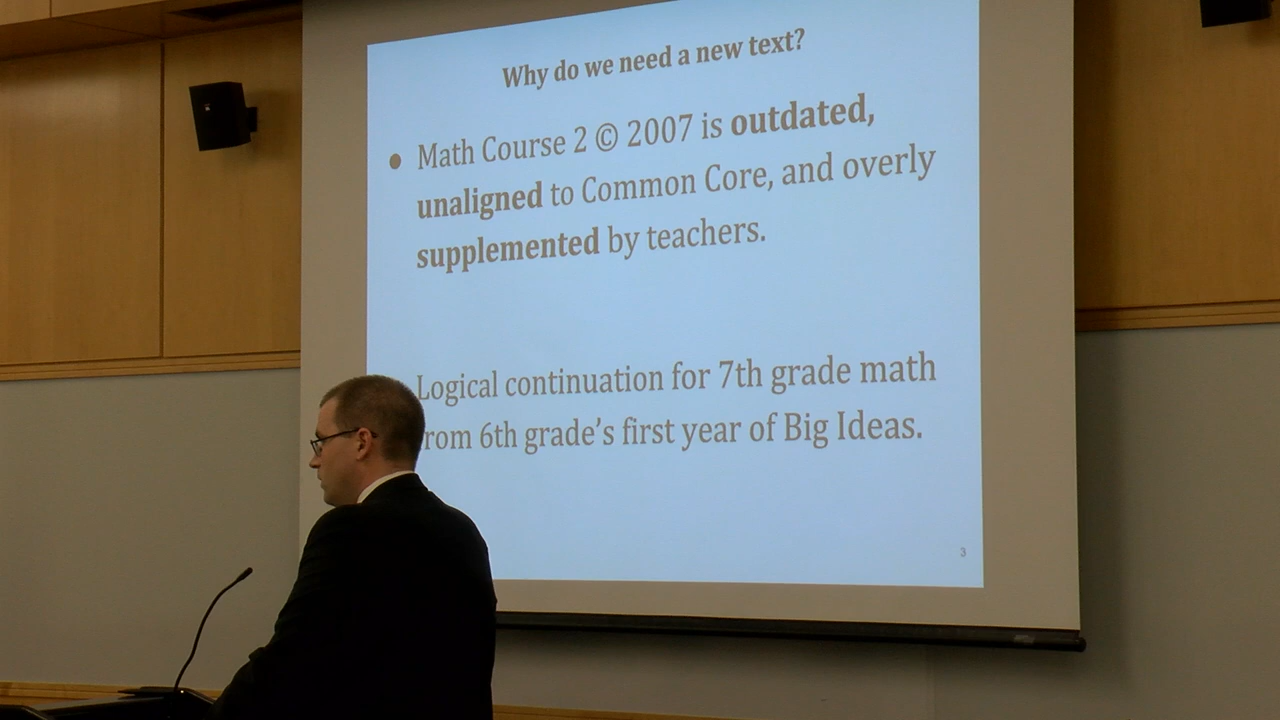 Why do we need a new text?
• Math Course 2 © 2007 is outdated,
unaligned to Common Core, and overly
supplemented by teachers.
Logical continuation for 7th grade math
rom 6th grade's first year of Big Ideas.
3